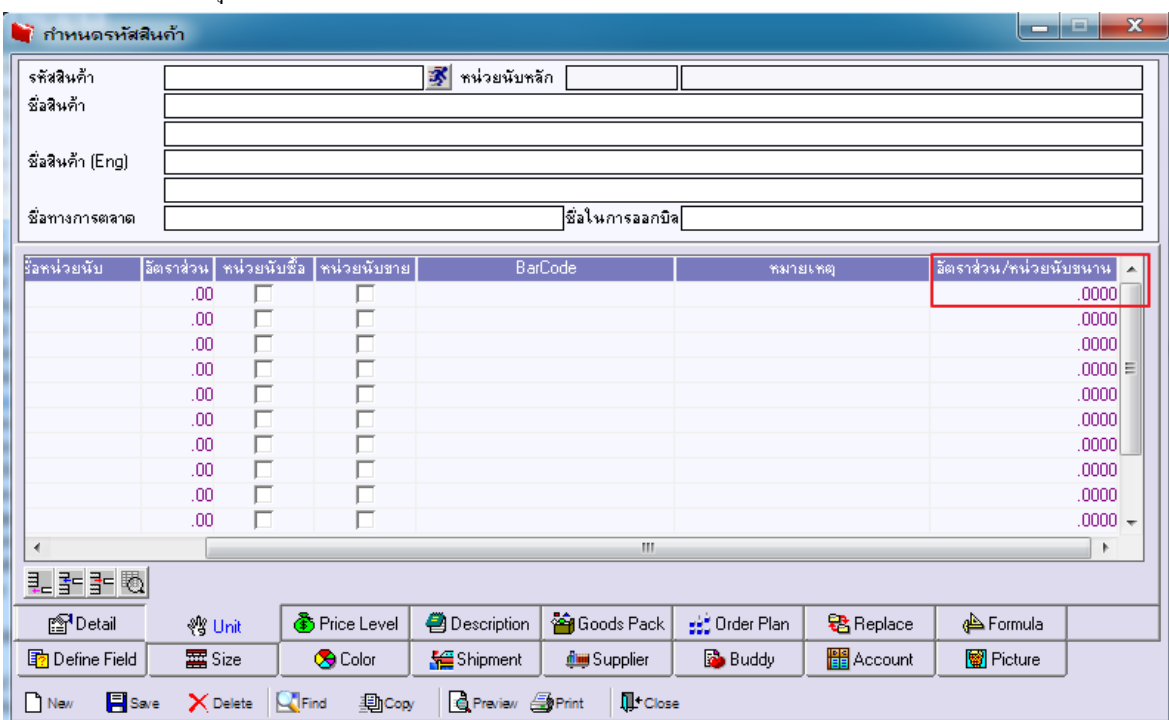 กำหนดรหัสสินค้า
รหัสสินค้า หน่วยนับหลัก
ชื่อสินค้า
ชื่อสินค้า (Eng)
ชื่อทางการตลาด ชื่อในการออกบิล
ชื่อหน่วยนับ อัตราส่วน หน่วยนับซื้อ หน่วยนับขาย BarCode หมายเหตุ อัตราส่วน/หน่วยนับขนาน
.00 .0000
.00 .0000
.00 .0000
.00 .0000
.00 .0000
.00 .0000
.00 .0000
.00 .0000
.00 .0000
.00 .0000
Detail Unit Price Level Description Goods Pack Order Plan Replace Formula
Define Field Size Color Shipment Supplier Buddy Account Picture
New Save Delete Find Copy Preview Print Close